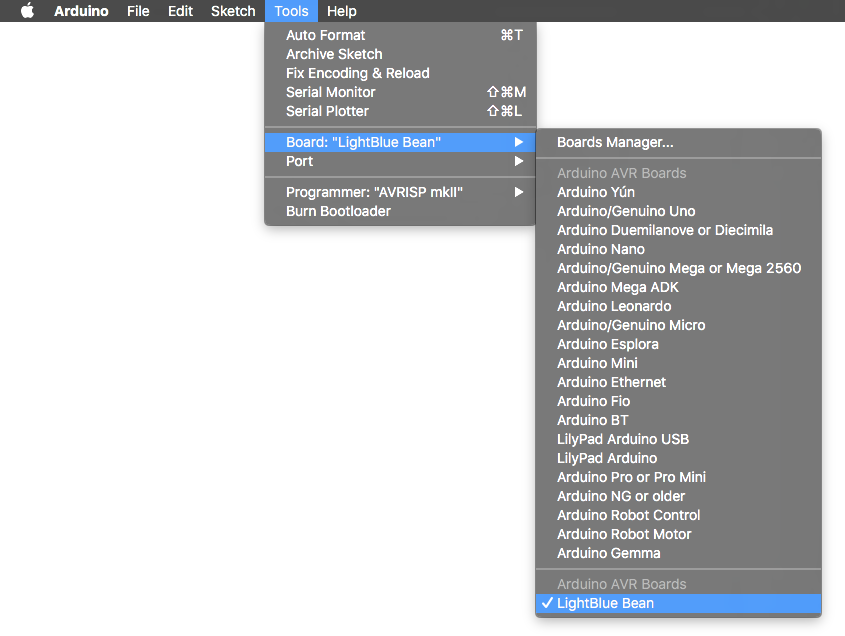 Arduino File Edit Sketch Tools Help
Auto Format ⌘T
Archive Sketch
Fix Encoding & Reload
Serial Monitor ⇧⌘M
Serial Plotter ⇧⌘L
Board: "LightBlue Bean"
Port
Programmer: "AVRISP mkII"
Burn Bootloader
Boards Manager...
Arduino AVR Boards
Arduino Yún
Arduino/Genuino Uno
Arduino Duemilanove or Diecimila
Arduino Nano
Arduino/Genuino Mega or Mega 2560
Arduino Mega ADK
Arduino Leonardo
Arduino/Genuino Micro
Arduino Esplora
Arduino Mini
Arduino Ethernet
Arduino Fio
Arduino BT
LilyPad Arduino USB
LilyPad Arduino
Arduino Pro or Pro Mini
Arduino NG or older
Arduino Robot Control
Arduino Robot Motor
Arduino Gemma
Arduino AVR Boards
✓ LightBlue Bean